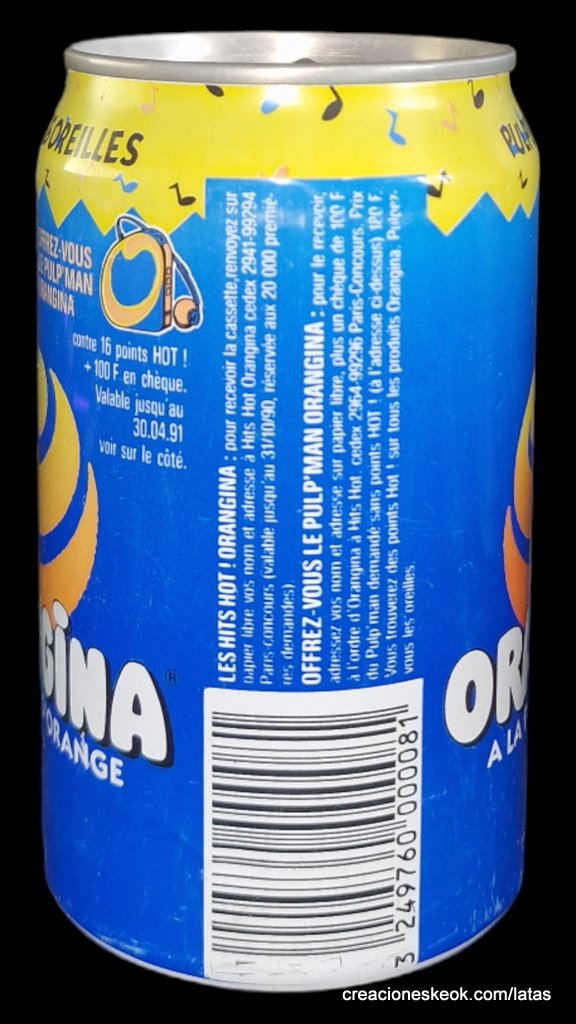 OREILLES
OFFREZ-VOUS
LE PULP'MAN
ORANGINA
contre 16 points HOT !
+ 100 F en chèque.
Valable jusqu'au
30.04.91
voir sur le côté.
GINA®
ORANGE
LES HITS HOT ! ORANGINA : pour recevoir la cassette, renvoyez sur
papier libre vos nom et adresse à Hits Hot Orangina cedex 2941-99294
Paris-concours (valable jusqu'au 31/10/90, réservée aux 20 000 premiè-
res demandes)
OFFREZ-VOUS LE PULP'MAN ORANGINA : pour le recevoir,
adressez vos nom et adresse sur papier libre, plus un chèque de 100 F
à l'ordre d'Orangina à Hits Hot cedex 2964-99296 Paris-Concours. Prix
du Pulp'man demandé sans points HOT ! (à l'adresse ci-dessus) 120 F.
Vous trouverez des points Hot ! sur tous les produits Orangina. Pulpez-
vous les oreilles.
3 249760 000081
OR
A LA
creacioneskeok.com/latas